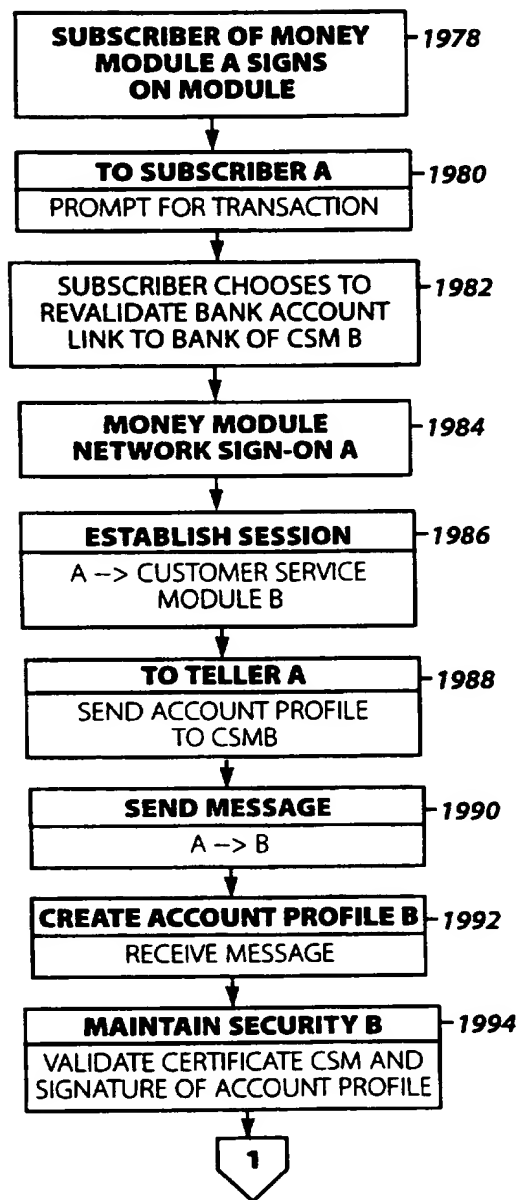 SUBSCRIBER OF MONEY
MODULE A SIGNS
ON MODULE
1978
TO SUBSCRIBER A
1980
PROMPT FOR TRANSACTION
SUBSCRIBER CHOOSES TO
REVALIDATE BANK ACCOUNT
LINK TO BANK OF CSM B
1982
MONEY MODULE
NETWORK SIGN-ON A
1984
ESTABLISH SESSION
1986
A --> CUSTOMER SERVICE
MODULE B
TO TELLER A
1988
SEND ACCOUNT PROFILE
TO CSMB
SEND MESSAGE
1990
A --> B
CREATE ACCOUNT PROFILE B
1992
RECEIVE MESSAGE
MAINTAIN SECURITY B
1994
VALIDATE CERTIFICATE CSM AND
SIGNATURE OF ACCOUNT PROFILE
1